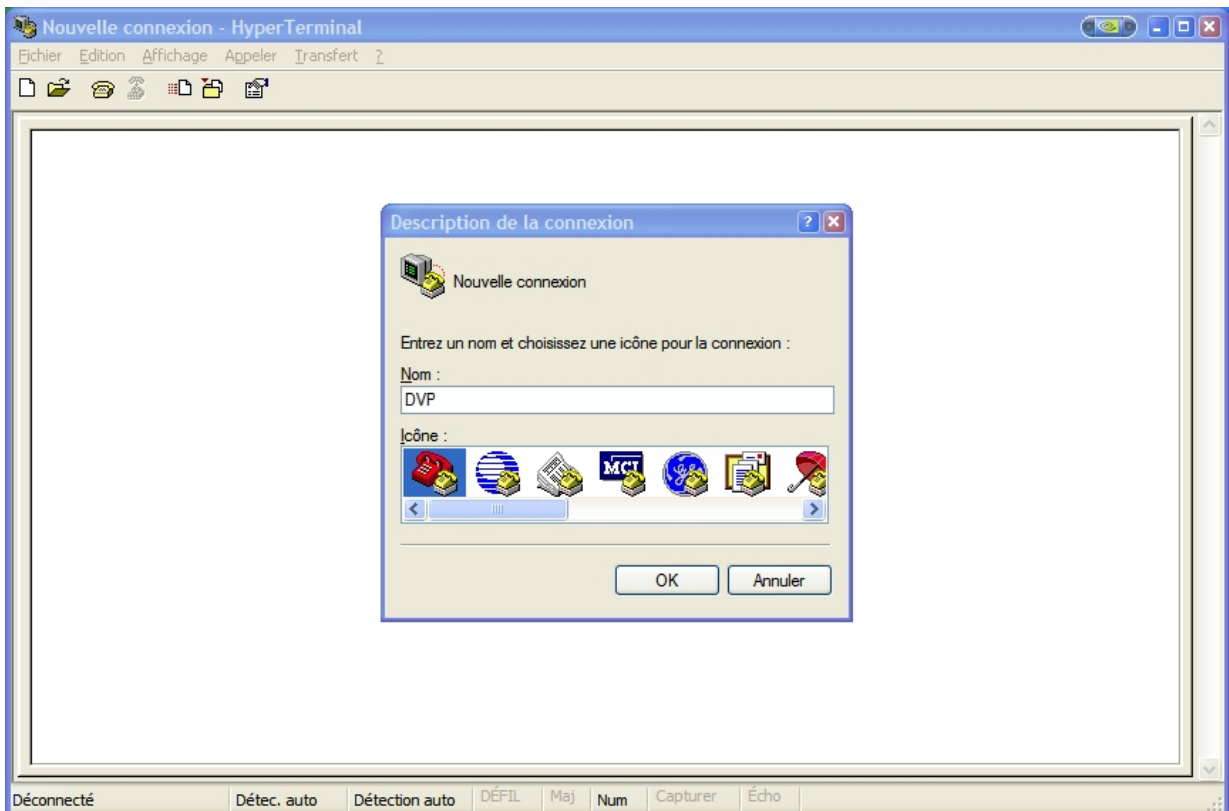 Nouvelle connexion - HyperTerminal
Fichier Edition Affichage Appeler Transfert ?
Description de la connexion
Nouvelle connexion
Entrez un nom et choisissez une icône pour la connexion :
Nom :
DVP
Icône :
MCI
OK Annuler
Déconnecté Détec. auto Détection auto DÉFIL Maj Num Capturer Écho